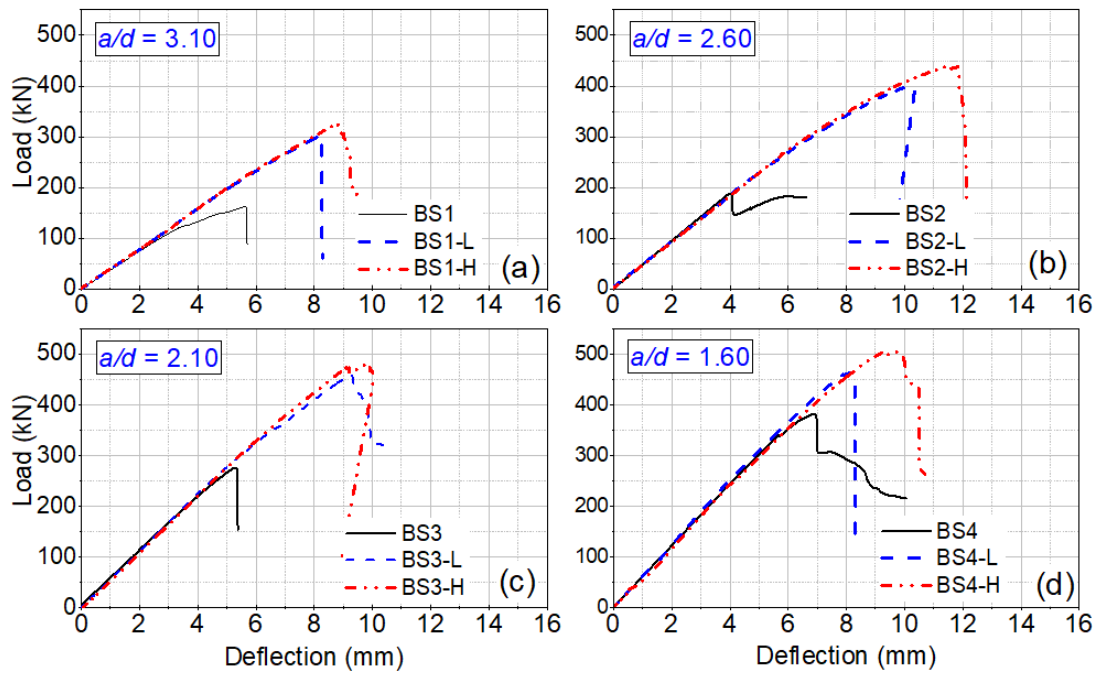 a/d = 3.10
500
400
300
200
100
0
Load (kN)
BS1
BS1-L
BS1-H
(a)
0 2 4 6 8 10 12 14 16
a/d = 2.60
500
400
300
200
100
0
BS2
BS2-L
BS2-H
(b)
0 2 4 6 8 10 12 14 16
a/d = 2.10
500
400
300
200
100
0
Load (kN)
BS3
BS3-L
BS3-H
(c)
0 2 4 6 8 10 12 14 16
Deflection (mm)
a/d = 1.60
500
400
300
200
100
0
BS4
BS4-L
BS4-H
(d)
0 2 4 6 8 10 12 14 16
Deflection (mm)